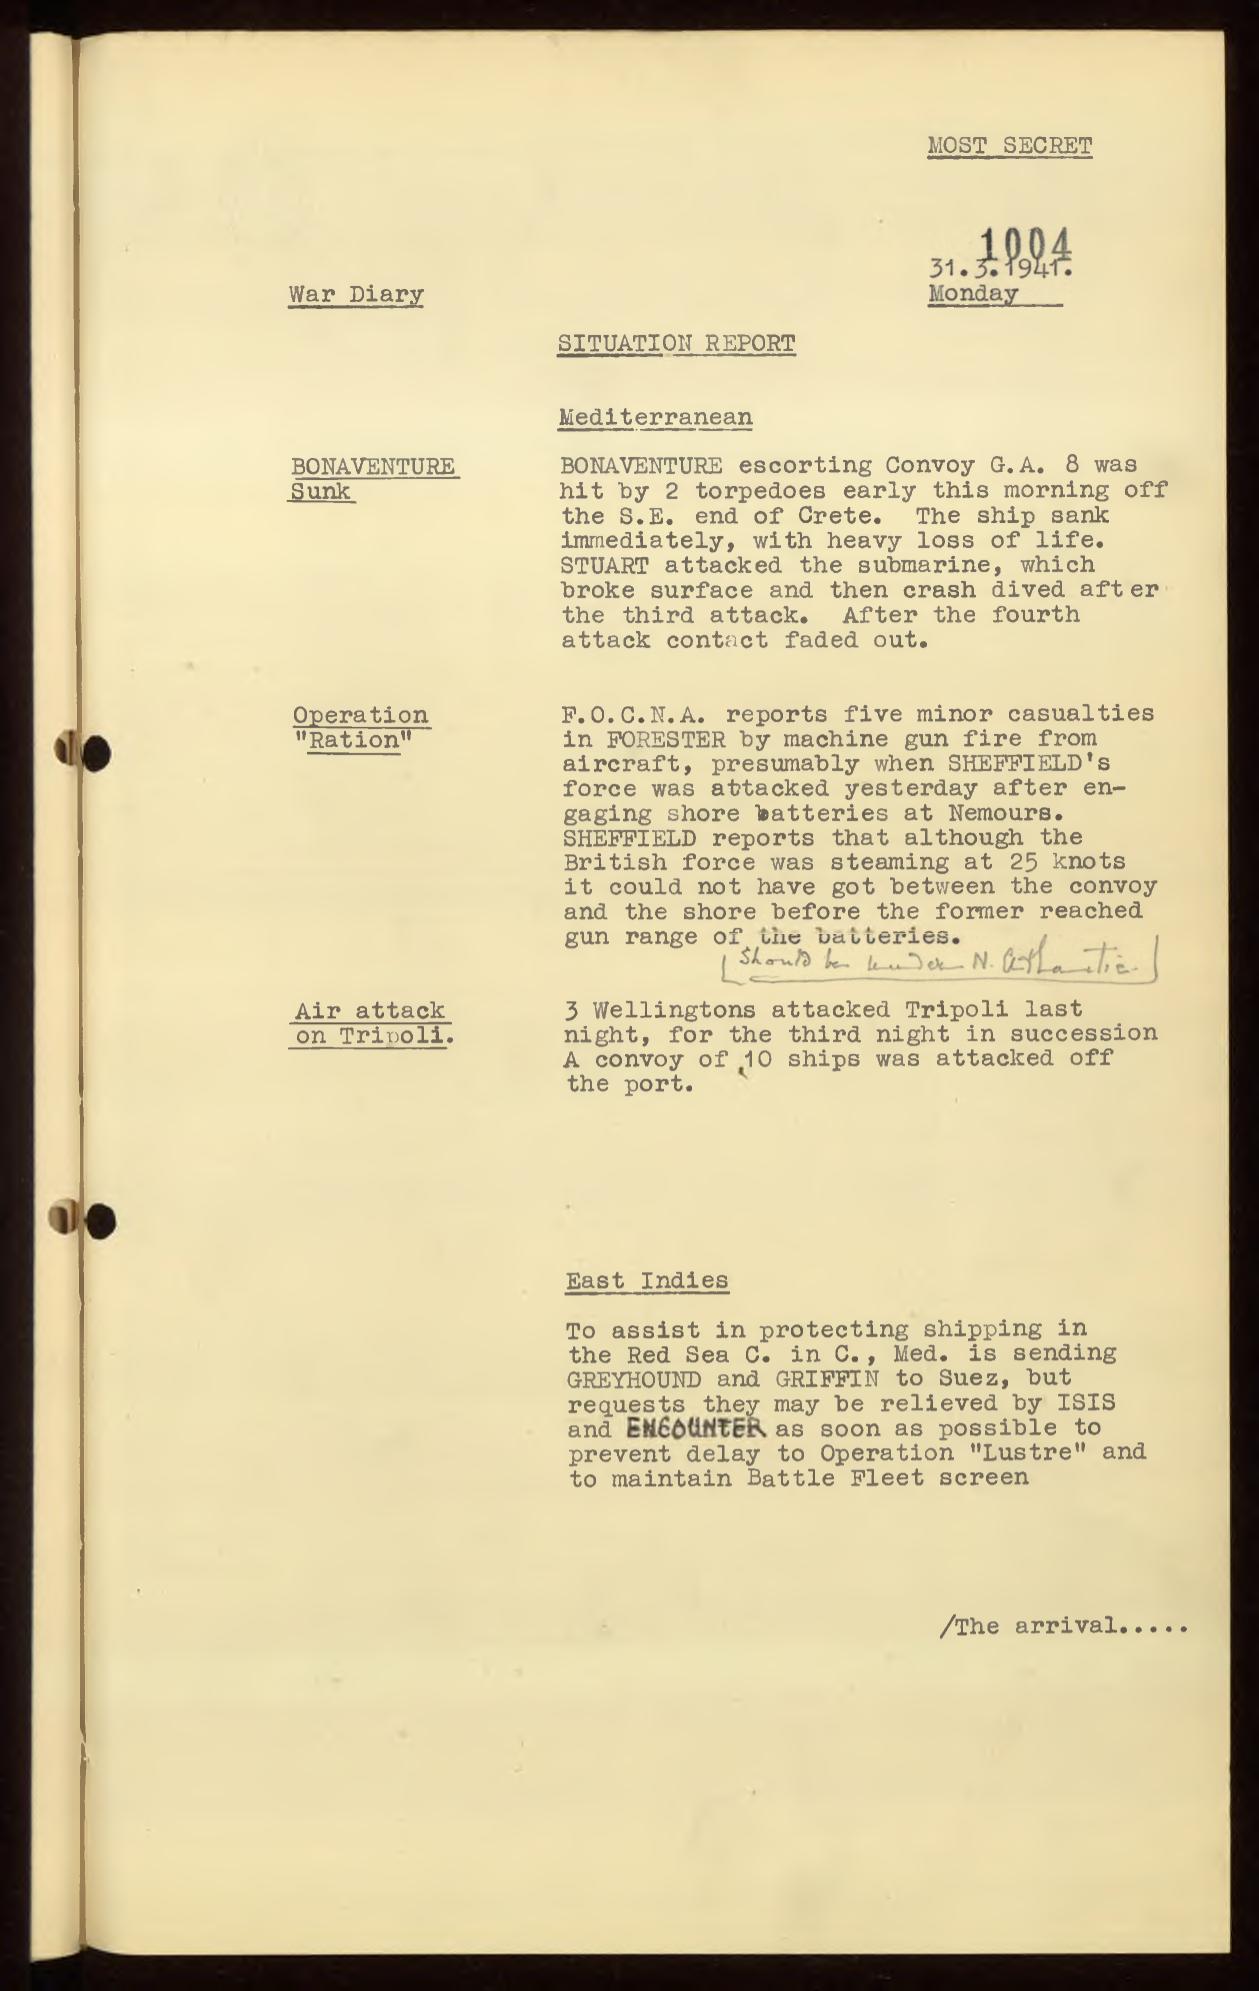 MOST SECRET
1004
31.3.1941.
War Diary
Monday
SITUATION REPORT
Mediterranean
BONAVENTURE
Sunk
BONAVENTURE escorting Convoy G.A. 8 was
hit by 2 torpedoes early this morning off
the S.E. end of Crete. The ship sank
immediately, with heavy loss of life.
STUART attacked the submarine, which
broke surface and then crash dived after
the third attack. After the fourth
attack contact faded out.
Operation
"Ration"
F.O.C.N.A. reports five minor casualties
in FORESTER by machine gun fire from
aircraft, presumably when SHEFFIELD's
force was attacked yesterday after en-
gaging shore batteries at Nemours.
SHEFFIELD reports that although the
British force was steaming at 25 knots
it could not have got between the convoy
and the shore before the former reached
gun range of the batteries.
[Should be under N. Atlantic.]
Air attack
on Tripoli.
3 Wellingtons attacked Tripoli last
night, for the third night in succession
A convoy of 10 ships was attacked off
the port.
East Indies
To assist in protecting shipping in
the Red Sea C. in C., Med. is sending
GREYHOUND and GRIFFIN to Suez, but
requests they may be relieved by ISIS
and ENCOUNTER as soon as possible to
prevent delay to Operation "Lustre" and
to maintain Battle Fleet screen
/The arrival.....